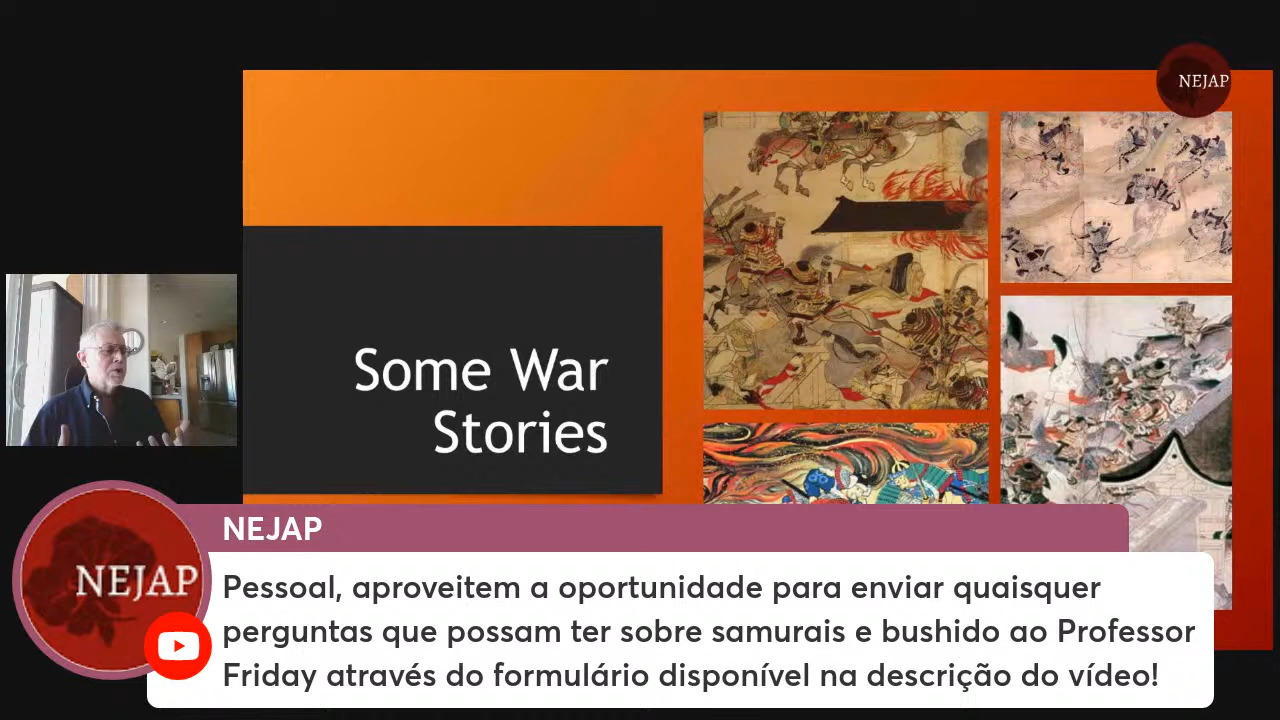 NEJAP
Some War
Stories
NEJAP
NEJAP
Pessoal, aproveitem a oportunidade para enviar quaisquer
perguntas que possam ter sobre samurais e bushido ao Professor
Friday através do formulário disponível na descrição do vídeo!